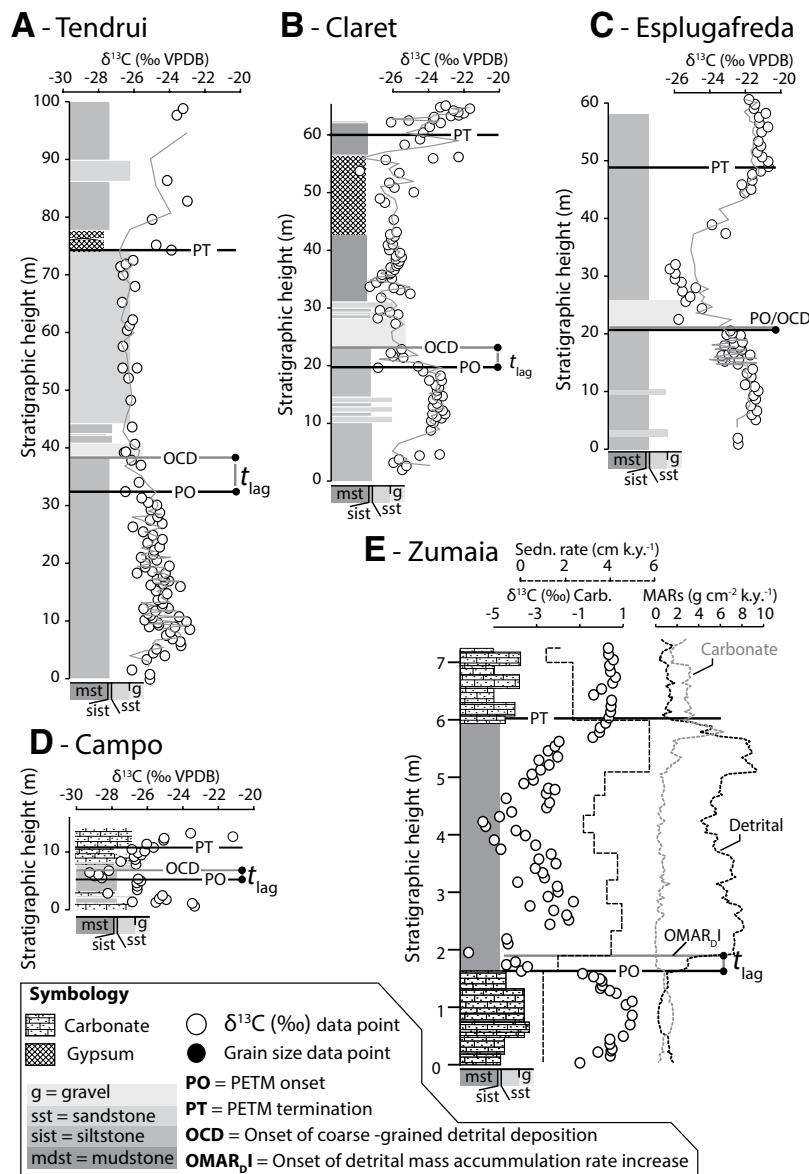 A - Tendrui
δ¹³C (‰ VPDB)
-30 -28 -26 -24 -22 -20
Stratigraphic height (m)
100
90
80
70
60
50
40
30
20
10
0
PT
OCD
PO
t lag
mst
sist
sst
g
B - Claret
δ¹³C (‰ VPDB)
-26 -24 -22 -20
Stratigraphic height (m)
60
50
40
30
20
10
0
PT
OCD
PO
t lag
mst
sist
sst
g
C - Esplugafreda
δ¹³C (‰ VPDB)
-26 -24 -22 -20
Stratigraphic height (m)
60
50
40
30
20
10
0
PT
PO/OCD
mst
sist
sst
g
D - Campo
δ¹³C (‰ VPDB)
-30 -28 -26 -24 -22 -20
Stratigraphic height (m)
10
0
PT
OCD
PO
t lag
mst
sist
sst
g
E - Zumaia
Sedn. rate (cm k.y.⁻¹)
0 2 4 6
δ¹³C (‰) Carb.
-5 -3 -1 1
MARs (g cm⁻² k.y.⁻¹)
0 2 4 6 8 10
Stratigraphic height (m)
7
6
5
4
3
2
1
0
Carbonate
PT
Detrital
OMAR_DI
PO
t lag
mst
sist
sst
g
Symbology
Carbonate
Gypsum
δ¹³C (‰) data point
Grain size data point
g = gravel
sst = sandstone
sist = siltstone
mdst = mudstone
PO = PETM onset
PT = PETM termination
OCD = Onset of coarse -grained detrital deposition
OMAR_DI = Onset of detrital mass accummulation rate increase